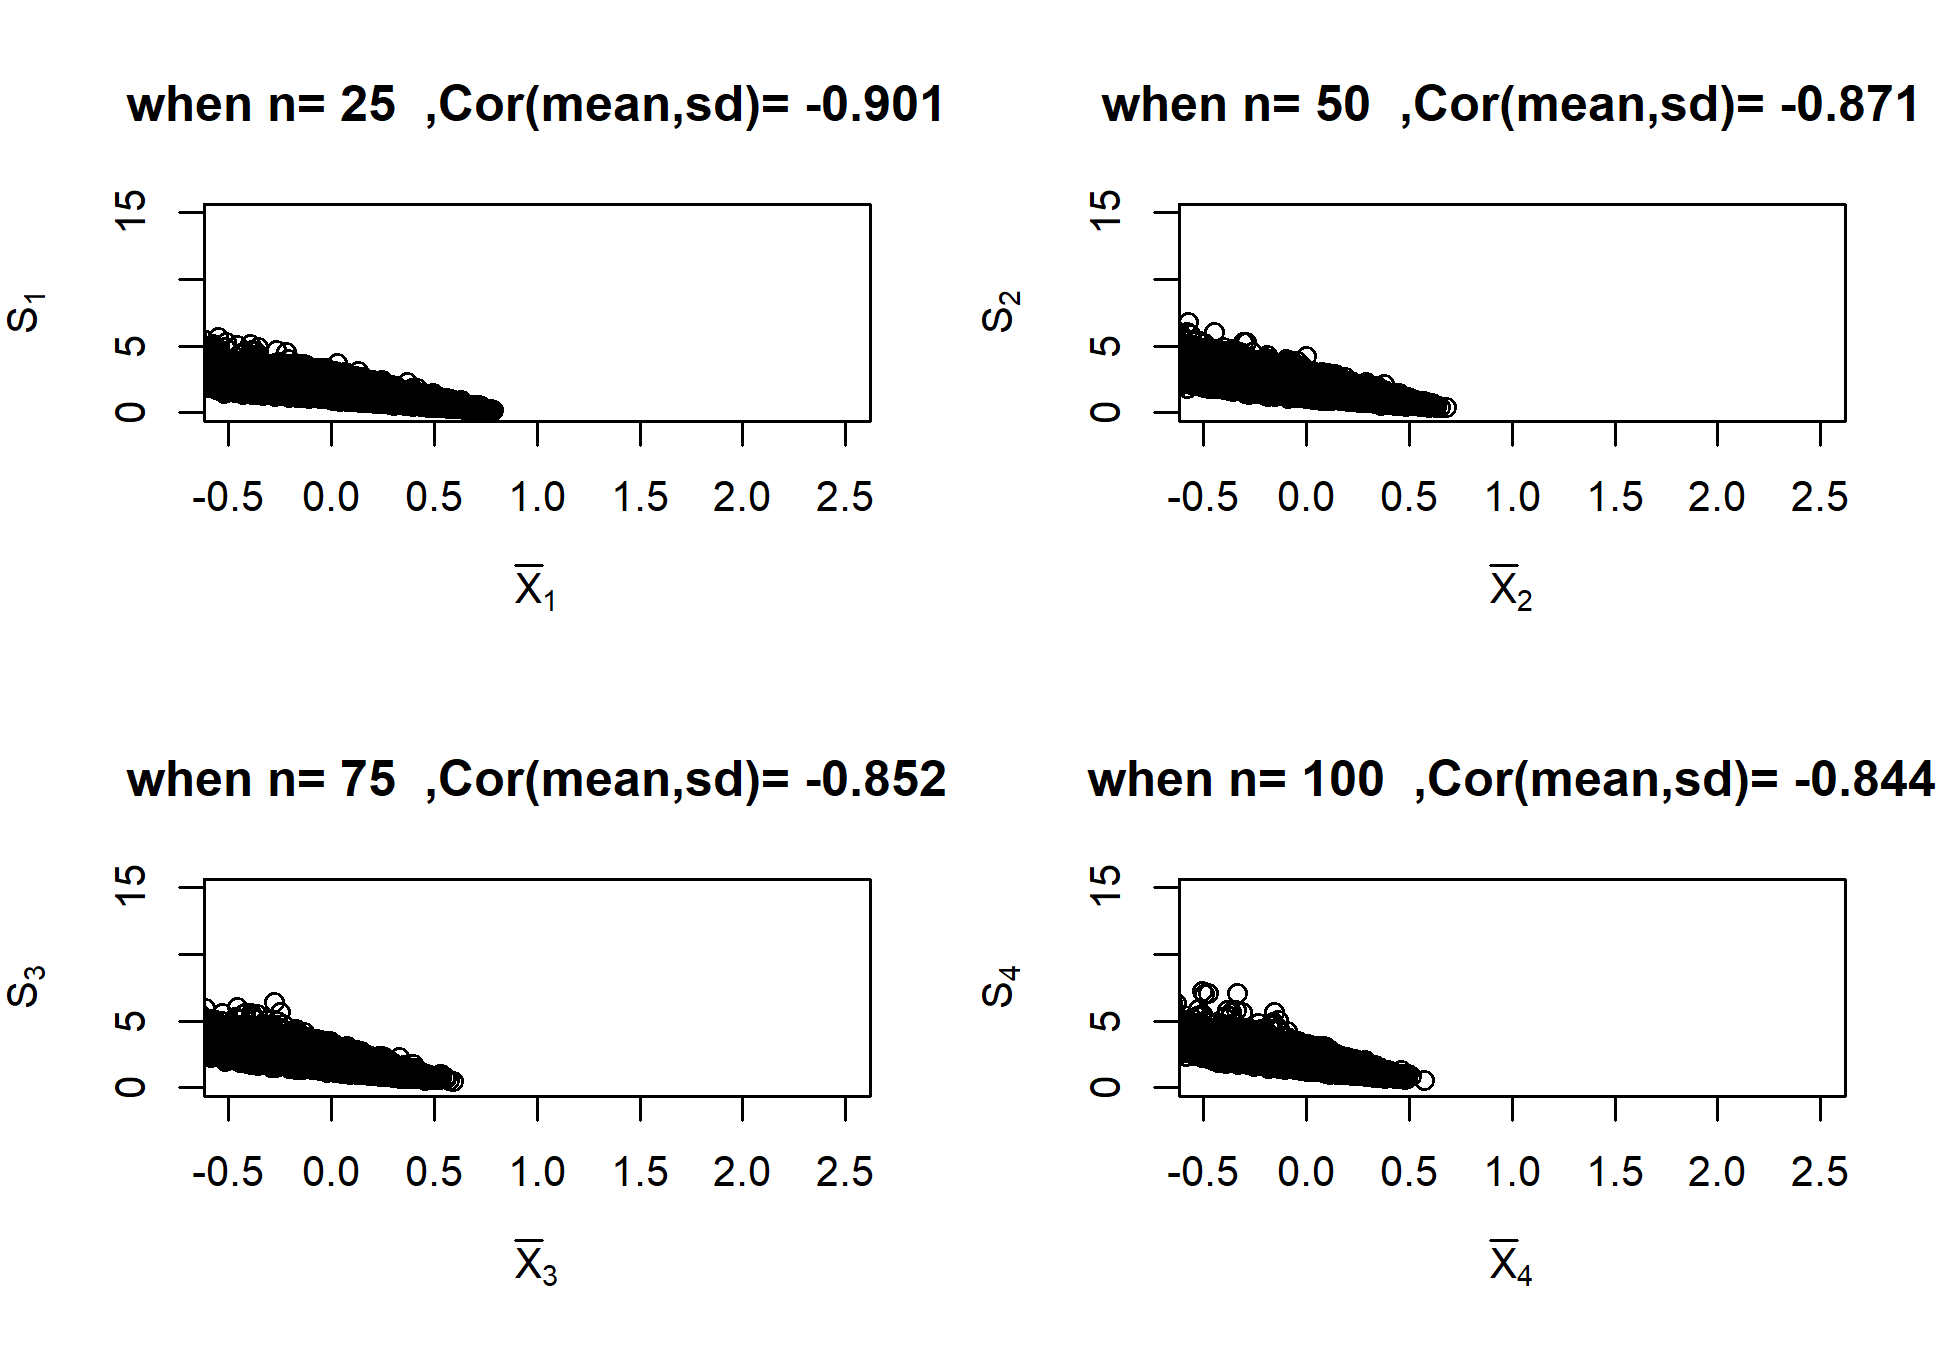 when n= 25  ,Cor(mean,sd)= -0.901
S1
15
5
0
-0.5 0.0 0.5 1.0 1.5 2.0 2.5
X̅1
when n= 50  ,Cor(mean,sd)= -0.871
S2
15
5
0
-0.5 0.0 0.5 1.0 1.5 2.0 2.5
X̅2
when n= 75  ,Cor(mean,sd)= -0.852
S3
15
5
0
-0.5 0.0 0.5 1.0 1.5 2.0 2.5
X̅3
when n= 100  ,Cor(mean,sd)= -0.844
S4
15
5
0
-0.5 0.0 0.5 1.0 1.5 2.0 2.5
X̅4